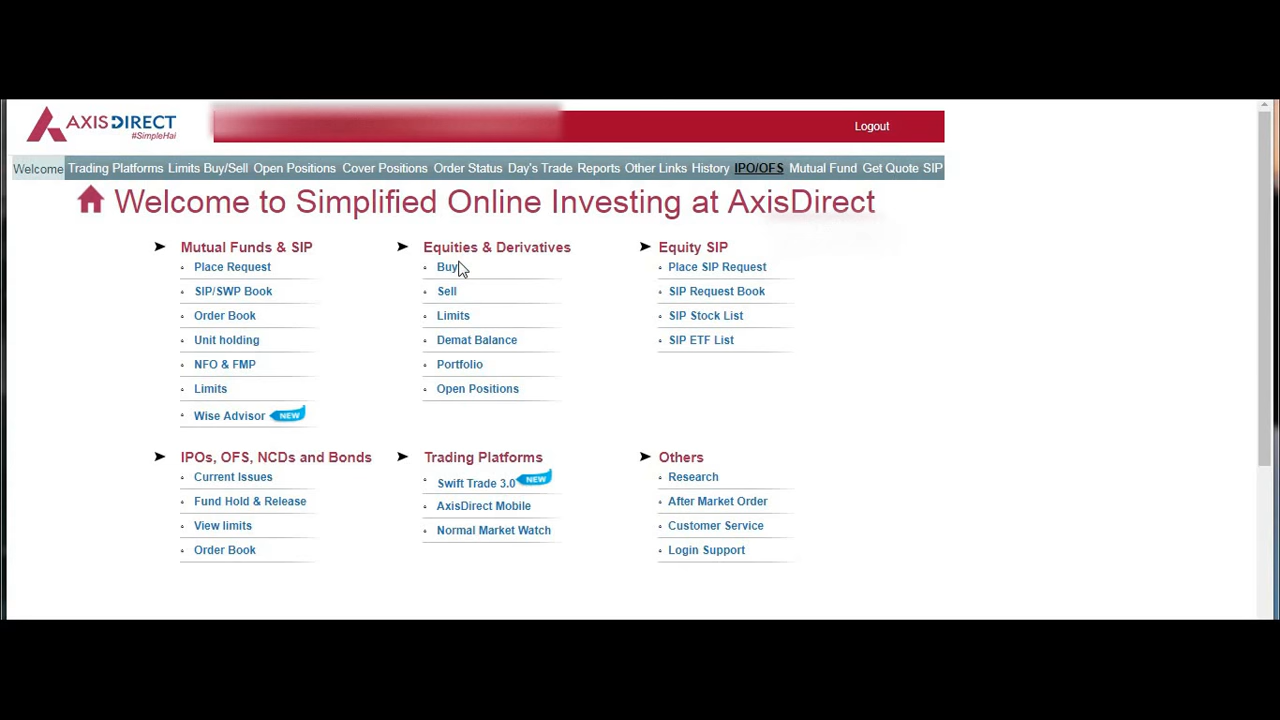 AXIS DIRECT
#SimpleHai
Logout
Welcome Trading Platforms Limits Buy/Sell Open Positions Cover Positions Order Status Day's Trade Reports Other Links History IPO/OFS Mutual Fund Get Quote SIP
Welcome to Simplified Online Investing at AxisDirect
Mutual Funds & SIP
Place Request
SIP/SWP Book
Order Book
Unit holding
NFO & FMP
Limits
Wise Advisor NEW
Equities & Derivatives
Buy
Sell
Limits
Demat Balance
Portfolio
Open Positions
Equity SIP
Place SIP Request
SIP Request Book
SIP Stock List
SIP ETF List
IPOs, OFS, NCDs and Bonds
Current Issues
Fund Hold & Release
View limits
Order Book
Trading Platforms
Swift Trade 3.0 NEW
AxisDirect Mobile
Normal Market Watch
Others
Research
After Market Order
Customer Service
Login Support